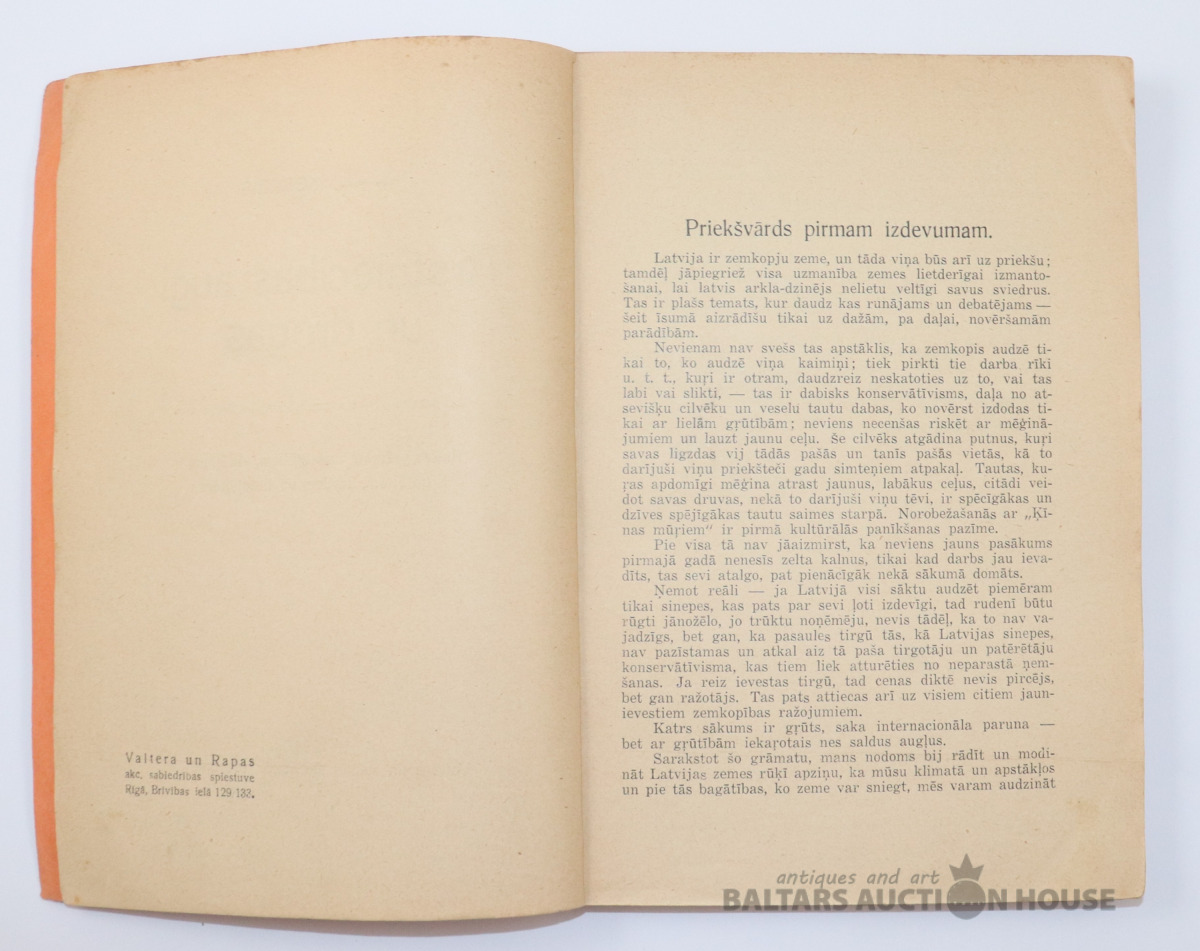 Valtera un Rapas
akc. sabiedrības spiestuve
Rīgā, Brīvības ielā 129/133.
Priekšvārds pirmam izdevumam.
Latvija ir zemkopju zeme, un tāda viņa būs arī uz priekšu;
tamdēļ jāpiegriež visa uzmanība zemes lietderīgai izmanto-
šanai, lai latvis arkla-dzinējs nelietu veltīgi savus sviedrus.
Tas ir plašs temats, kur daudz kas runājams un debatējams —
šeit īsumā aizrādīšu tikai uz dažām, pa daļai, novēršamām
parādībām.
Nevienam nav svešs tas apstāklis, ka zemkopis audzē ti-
kai to, ko audzē viņa kaimiņi; tiek pirkti tie darba rīki
u. t. t., kuŗi ir otram, daudzreiz neskatoties uz to, vai tas
labi vai slikti, — tas ir dabisks konservātīvisms, daļa no at-
sevišķu cilvēku un veselu tautu dabas, ko novērst izdodas ti-
kai ar lielām gŗūtībām; neviens necenšas riskēt ar mēģinā-
jumiem un lauzt jaunu ceļu. Še cilvēks atgādina putnus, kuŗi
savas ligzdas vij tādās pašās un tanīs pašās vietās, kā to
darījuši viņu priekšteči gadu simteņiem atpakaļ. Tautas, ku-
ŗas apdomīgi mēģina atrast jaunus, labākus ceļus, citādi vei-
dot savas druvas, nekā to darījuši viņu tēvi, ir spēcīgākas un
dzīves spējīgākas tautu saimes starpā. Norobežašanās ar „Ķī-
nas mūŗiem“ ir pirmā kultūrālās panīkšanas pazīme.
Pie visa tā nav jāaizmirst, ka neviens jauns pasākums
pirmajā gadā nenesīs zelta kalnus, tikai kad darbs jau ieva-
dīts, tas sevi atalgo, pat pienācīgāk nekā sākumā domāts.
Ņemot reāli — ja Latvijā visi sāktu audzēt piemēram
tikai sinepes, kas pats par sevi ļoti izdevīgi, tad rudenī būtu
rūgti jānožēlo, jo trūktu noņēmēju, nevis tādēļ, ka to nav va-
jadzīgs, bet gan, ka pasaules tirgū tās, kā Latvijas sinepes,
nav pazīstamas un atkal aiz tā paša tirgotāju un patērētāju
konservātīvisma, kas tiem liek atturēties no neparastā ņem-
šanas. Ja reiz ievestas tirgū, tad cenas diktē nevis pircējs,
bet gan ražotājs. Tas pats attiecas arī uz visiem citiem jaun-
ievestiem zemkopības ražojumiem.
Katrs sākums ir gŗūts, saka internacionāla paruna —
bet ar gŗūtībām iekaŗotais nes saldus augļus.
Sarakstot šo grāmatu, mans nodoms bij rādīt un modi-
nāt Latvijas zemes rūķī apziņu, ka mūsu klimatā un apstākļos
un pie tās bagātības, ko zeme var sniegt, mēs varam audzināt
antiques and art
BALTARS AUCTION HOUSE